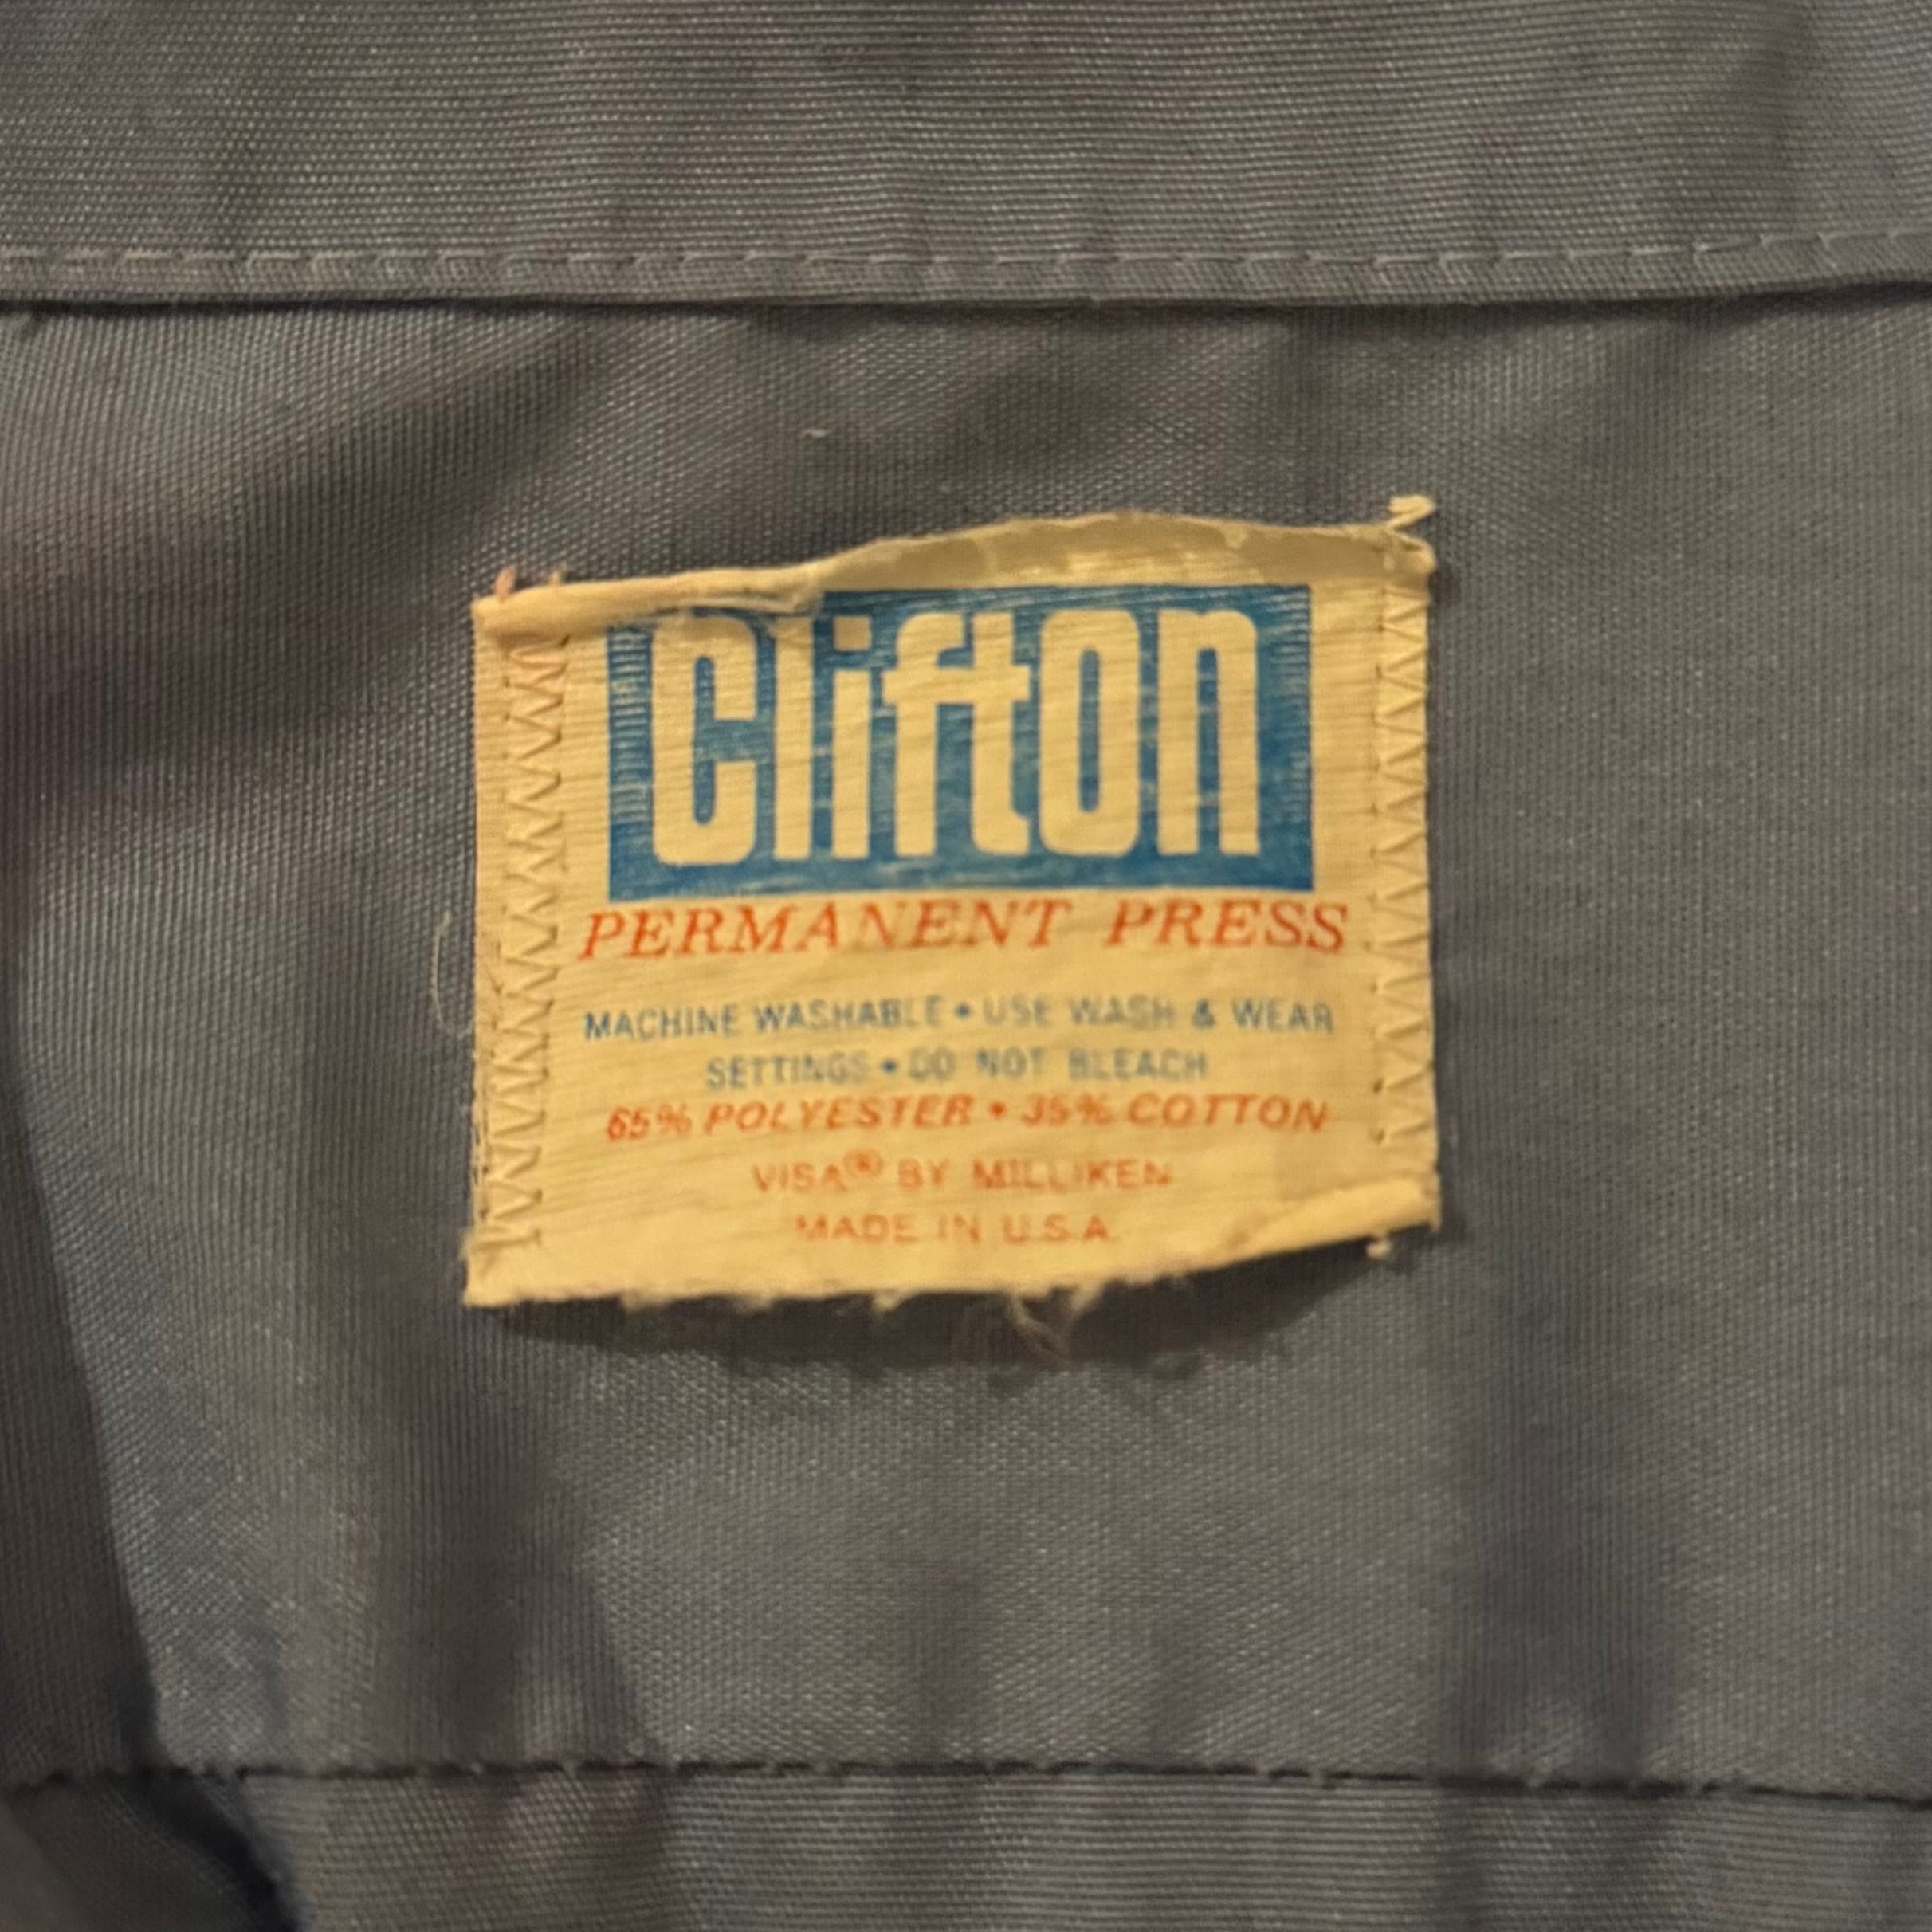 Clifton
PERMANENT PRESS
MACHINE WASHABLE • USE WASH & WEAR
SETTINGS • DO NOT BLEACH
65% POLYESTER • 35% COTTON
VISA® BY MILLIKEN
MADE IN U.S.A.